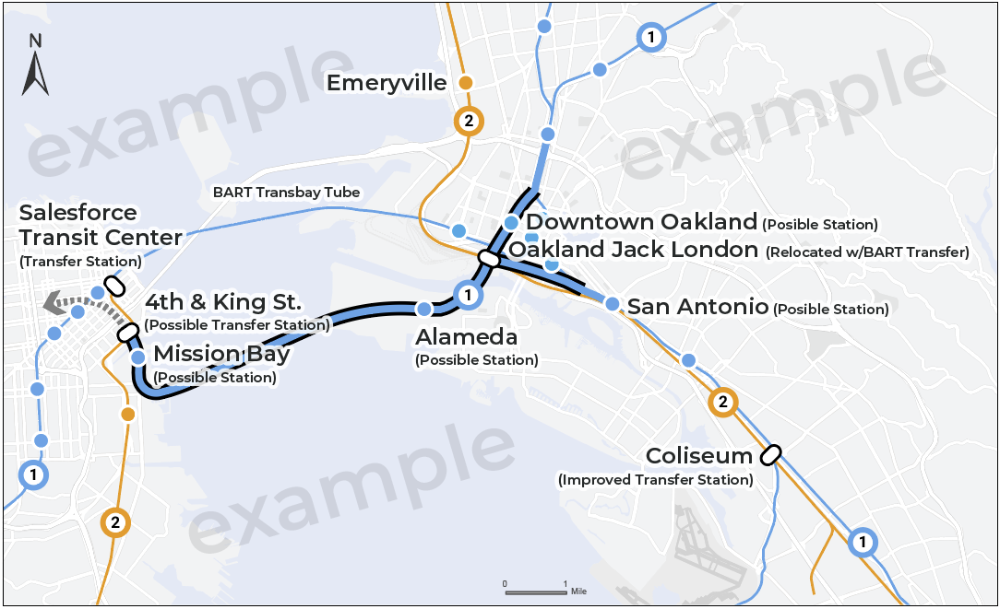 N
example
example
1
Emeryville
2
BART Transbay Tube
Salesforce
Transit Center
(Transfer Station)
Downtown Oakland (Posible Station)
Oakland Jack London (Relocated w/BART Transfer)
4th & King St.
(Possible Transfer Station)
1
San Antonio (Posible Station)
Alameda
(Possible Station)
Mission Bay
(Possible Station)
2
example
Coliseum
(Improved Transfer Station)
1
2
1
0 1
Mile